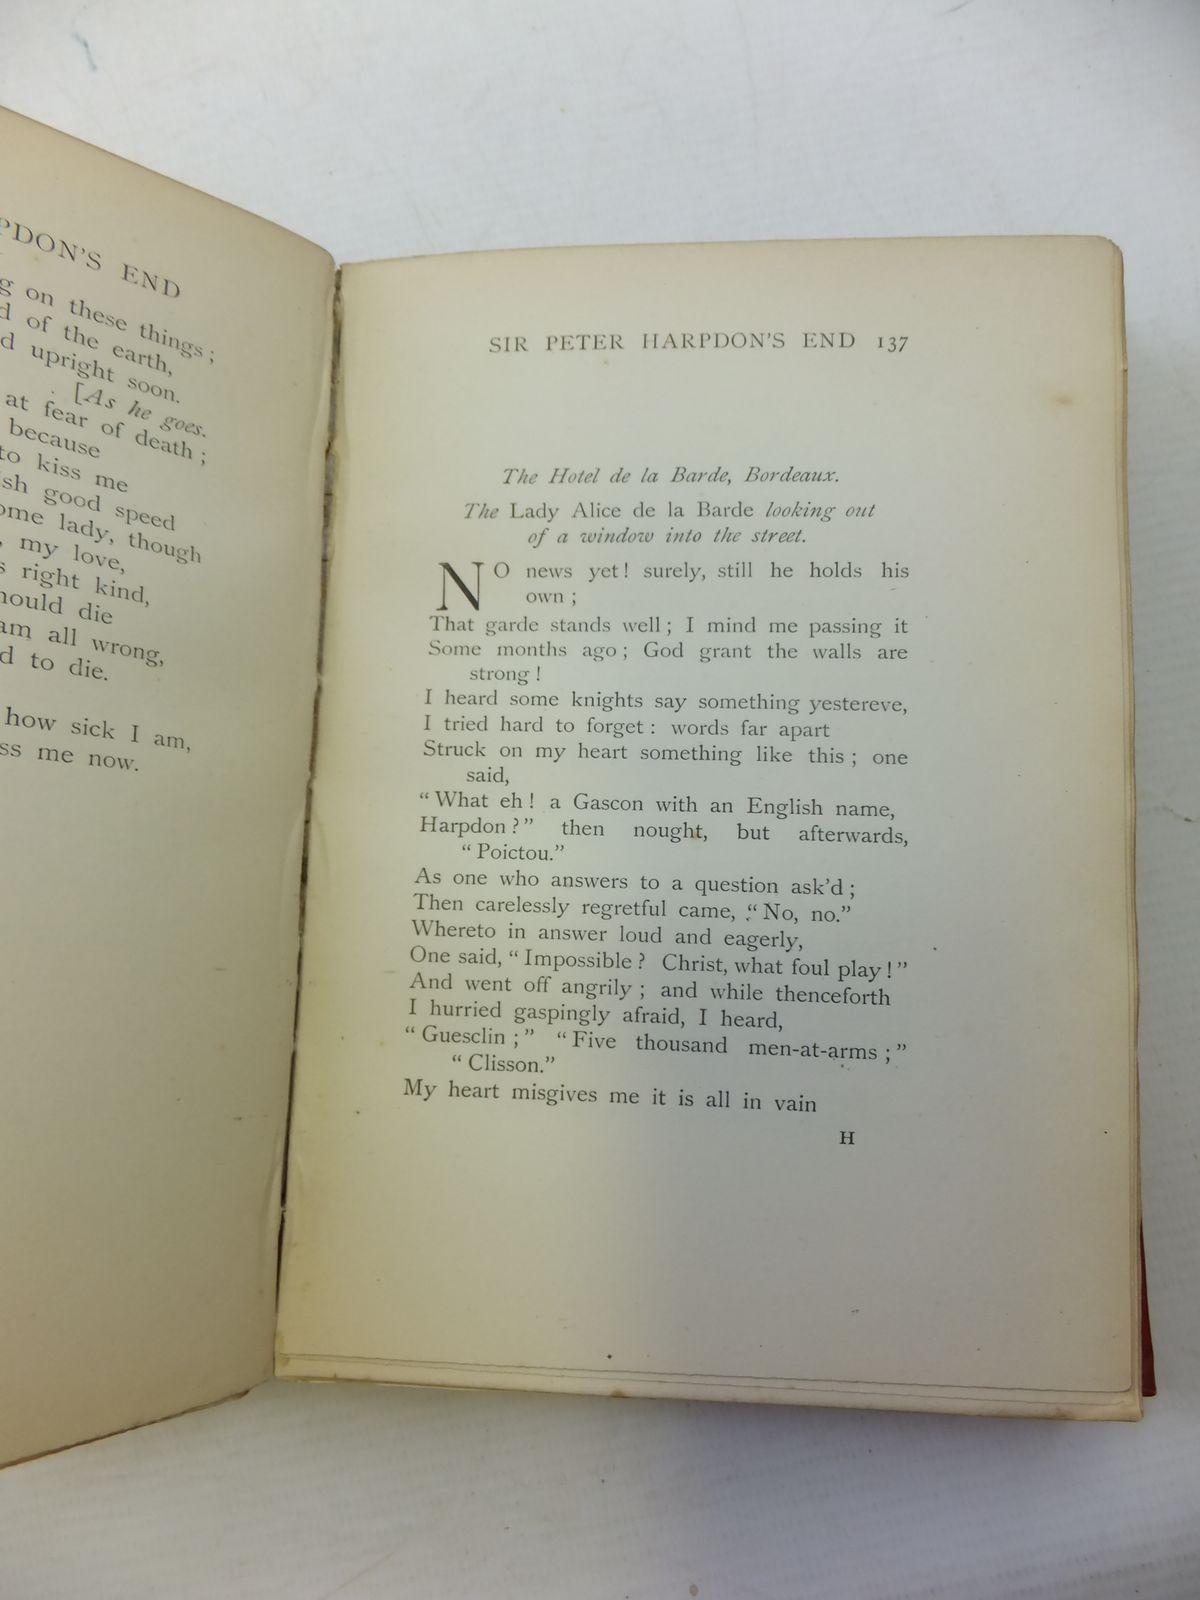 PDON'S END
on these things;
of the earth,
upright soon.
[As he goes.
at fear of death;
because
to kiss me
good speed
lady, though
my love,
right kind,
should die
am all wrong,
to die.
how sick I am,
me now.
SIR PETER HARPDON'S END 137
The Hotel de la Barde, Bordeaux.
The Lady Alice de la Barde looking out
of a window into the street.
NO news yet! surely, still he holds his
own;
That garde stands well; I mind me passing it
Some months ago; God grant the walls are
strong!
I heard some knights say something yestereve,
I tried hard to forget: words far apart
Struck on my heart something like this; one
said,
“What eh! a Gascon with an English name,
Harpdon?” then nought, but afterwards,
“Poictou.”
As one who answers to a question ask'd;
Then carelessly regretful came, “No, no.”
Whereto in answer loud and eagerly,
One said, “Impossible? Christ, what foul play!”
And went off angrily; and while thenceforth
I hurried gaspingly afraid, I heard,
“Guesclin;” “Five thousand men-at-arms;”
“Clisson.”
My heart misgives me it is all in vain
H